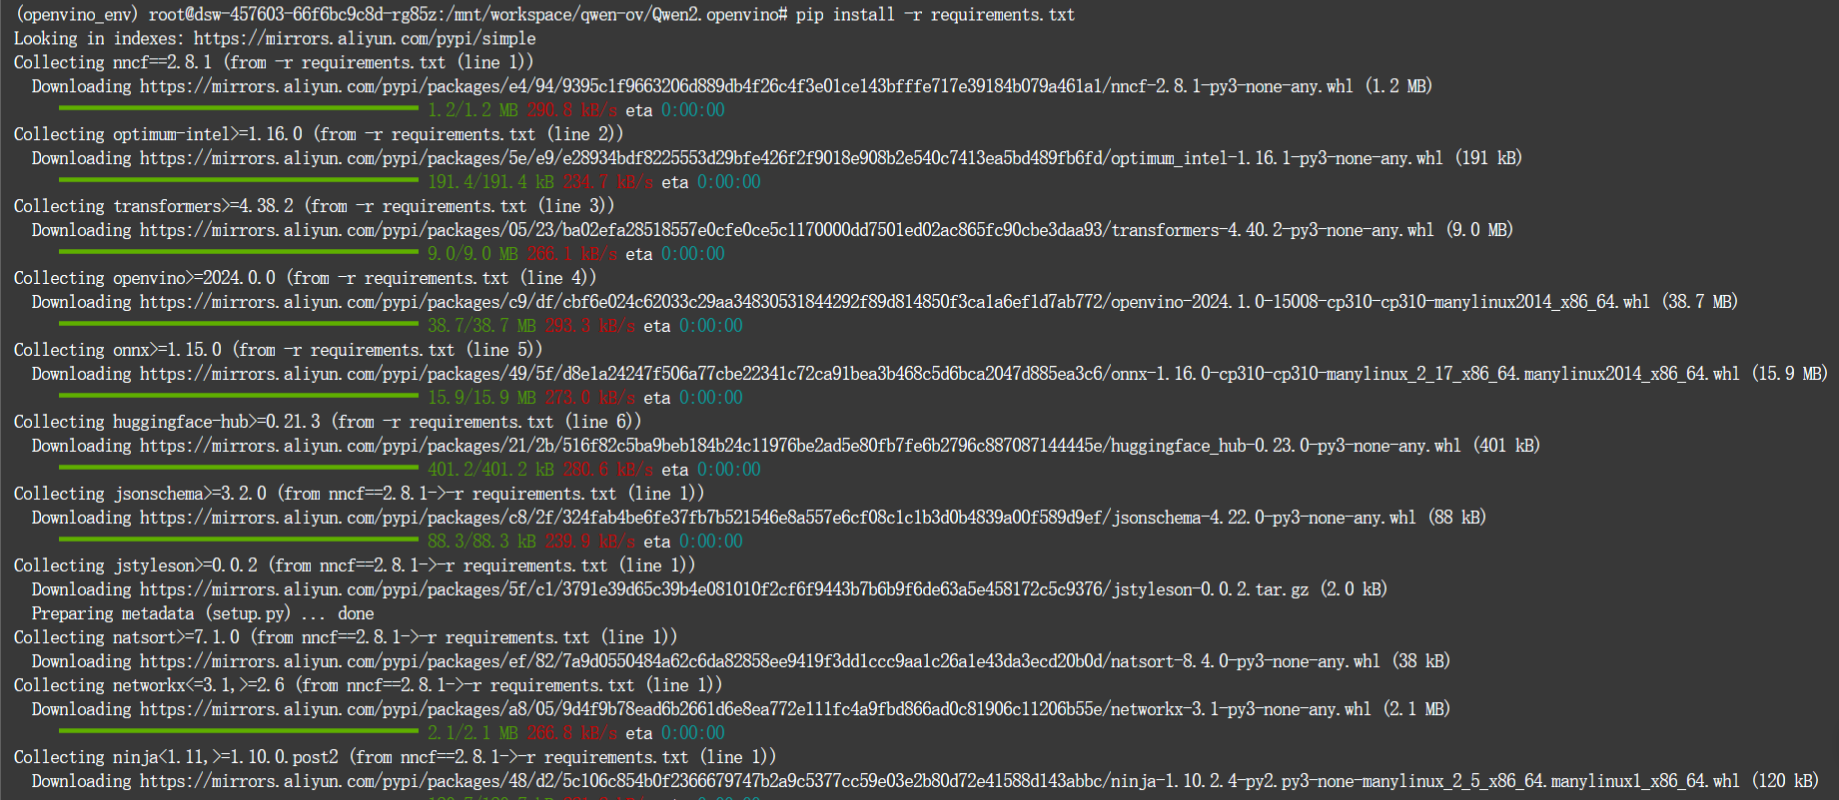 (openvino_env) root@dsw-457603-66f6bc9c8d-rg85z:/mnt/workspace/qwen-ov/Qwen2.openvino# pip install -r requirements.txt
Looking in indexes: https://mirrors.aliyun.com/pypi/simple
Collecting nncf==2.8.1 (from -r requirements.txt (line 1))
Downloading https://mirrors.aliyun.com/pypi/packages/e4/94/9395c1f9663206d889db4f26c4f3e01ce143bfffe717e39184b079a461a1/nncf-2.8.1-py3-none-any.whl (1.2 MB)
1.2/1.2 MB 290.8 kB/s eta 0:00:00
Collecting optimum-intel>=1.16.0 (from -r requirements.txt (line 2))
Downloading https://mirrors.aliyun.com/pypi/packages/5e/e9/e28934bdf8225553d29bfe426f2f9018e908b2e540c7413ea5bd489fb6fd/optimum_intel-1.16.1-py3-none-any.whl (191 kB)
191.4/191.4 kB 234.7 kB/s eta 0:00:00
Collecting transformers>=4.38.2 (from -r requirements.txt (line 3))
Downloading https://mirrors.aliyun.com/pypi/packages/05/23/ba02efa28518557e0cfe0ce5c1170000dd7501ed02ac865fc90cbe3daa93/transformers-4.40.2-py3-none-any.whl (9.0 MB)
9.0/9.0 MB 266.1 kB/s eta 0:00:00
Collecting openvino>=2024.0.0 (from -r requirements.txt (line 4))
Downloading https://mirrors.aliyun.com/pypi/packages/c9/df/cbf6e024c62033c29aa34830531844292f89d814850f3ca1a6ef1d7ab772/openvino-2024.1.0-15008-cp310-cp310-manylinux2014_x86_64.whl (38.7 MB)
38.7/38.7 MB 293.3 kB/s eta 0:00:00
Collecting onnx>=1.15.0 (from -r requirements.txt (line 5))
Downloading https://mirrors.aliyun.com/pypi/packages/49/5f/d8e1a24247f506a77cbe22341c72ca91bea3b468c5d6bca2047d885ea3c6/onnx-1.16.0-cp310-cp310-manylinux_2_17_x86_64.manylinux2014_x86_64.whl (15.9 MB)
15.9/15.9 MB 273.0 kB/s eta 0:00:00
Collecting huggingface-hub>=0.21.3 (from -r requirements.txt (line 6))
Downloading https://mirrors.aliyun.com/pypi/packages/21/2b/516f82c5ba9beb184b24c11976be2ad5e80fb7fe6b2796c887087144445e/huggingface_hub-0.23.0-py3-none-any.whl (401 kB)
401.2/401.2 kB 280.6 kB/s eta 0:00:00
Collecting jsonschema>=3.2.0 (from nncf==2.8.1->-r requirements.txt (line 1))
Downloading https://mirrors.aliyun.com/pypi/packages/c8/2f/324fab4be6fe37fb7b521546e8a557e6cf08c1c1b3d0b4839a00f589d9ef/jsonschema-4.22.0-py3-none-any.whl (88 kB)
88.3/88.3 kB 239.9 kB/s eta 0:00:00
Collecting jstyleson>=0.0.2 (from nncf==2.8.1->-r requirements.txt (line 1))
Downloading https://mirrors.aliyun.com/pypi/packages/5f/c1/3791e39d65c39b4e081010f2cf6f9443b7b6b9f6de63a5e458172c5c9376/jstyleson-0.0.2.tar.gz (2.0 kB)
Preparing metadata (setup.py) ... done
Collecting natsort>=7.1.0 (from nncf==2.8.1->-r requirements.txt (line 1))
Downloading https://mirrors.aliyun.com/pypi/packages/ef/82/7a9d0550484a62c6da82858ee9419f3dd1ccc9aa1c26a1e43da3ecd20b0d/natsort-8.4.0-py3-none-any.whl (38 kB)
Collecting networkx<=3.1,>=2.6 (from nncf==2.8.1->-r requirements.txt (line 1))
Downloading https://mirrors.aliyun.com/pypi/packages/a8/05/9d4f9b78ead6b2661d6e8ea772e111fc4a9fbd866ad0c81906c11206b55e/networkx-3.1-py3-none-any.whl (2.1 MB)
2.1/2.1 MB 266.8 kB/s eta 0:00:00
Collecting ninja<1.11,>=1.10.0.post2 (from nncf==2.8.1->-r requirements.txt (line 1))
Downloading https://mirrors.aliyun.com/pypi/packages/48/d2/5c106c854b0f2366679747b2a9c5377cc59e03e2b80d72e41588d143abbc/ninja-1.10.2.4-py2.py3-none-manylinux_2_5_x86_64.manylinux1_x86_64.whl (120 kB)